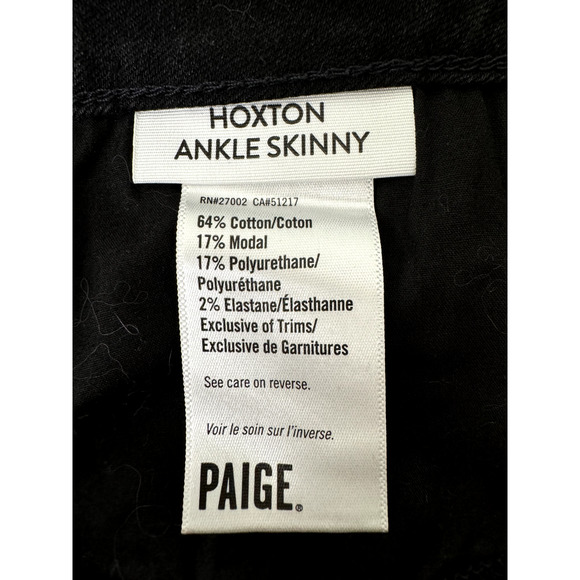 HOXTON
ANKLE SKINNY
RN#27002 CA#51217
64% Cotton/Coton
17% Modal
17% Polyurethane/
Polyuréthane
2% Elastane/Élasthanne
Exclusive of Trims/
Exclusive de Garnitures
See care on reverse.
Voir le soin sur l'inverse.
PAIGE®